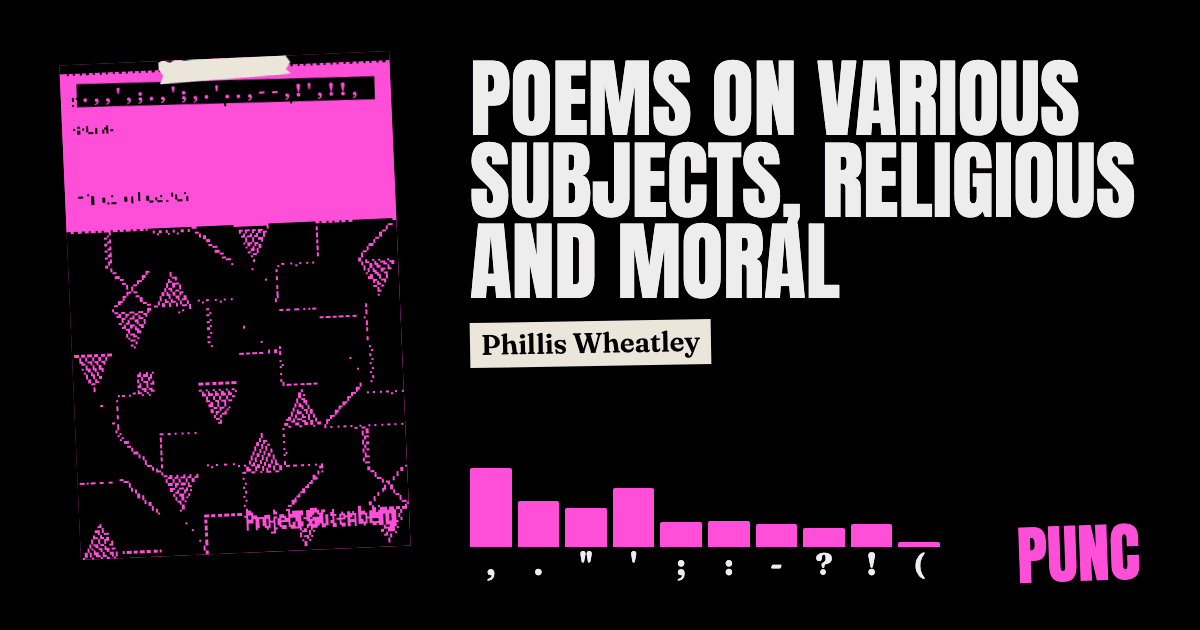 POEMS ON VARIOUS
SUBJECTS, RELIGIOUS
AND MORAL
Phillis Wheatley
, . " ' ; : - ? ! (
PUNC
Project Gutenberg